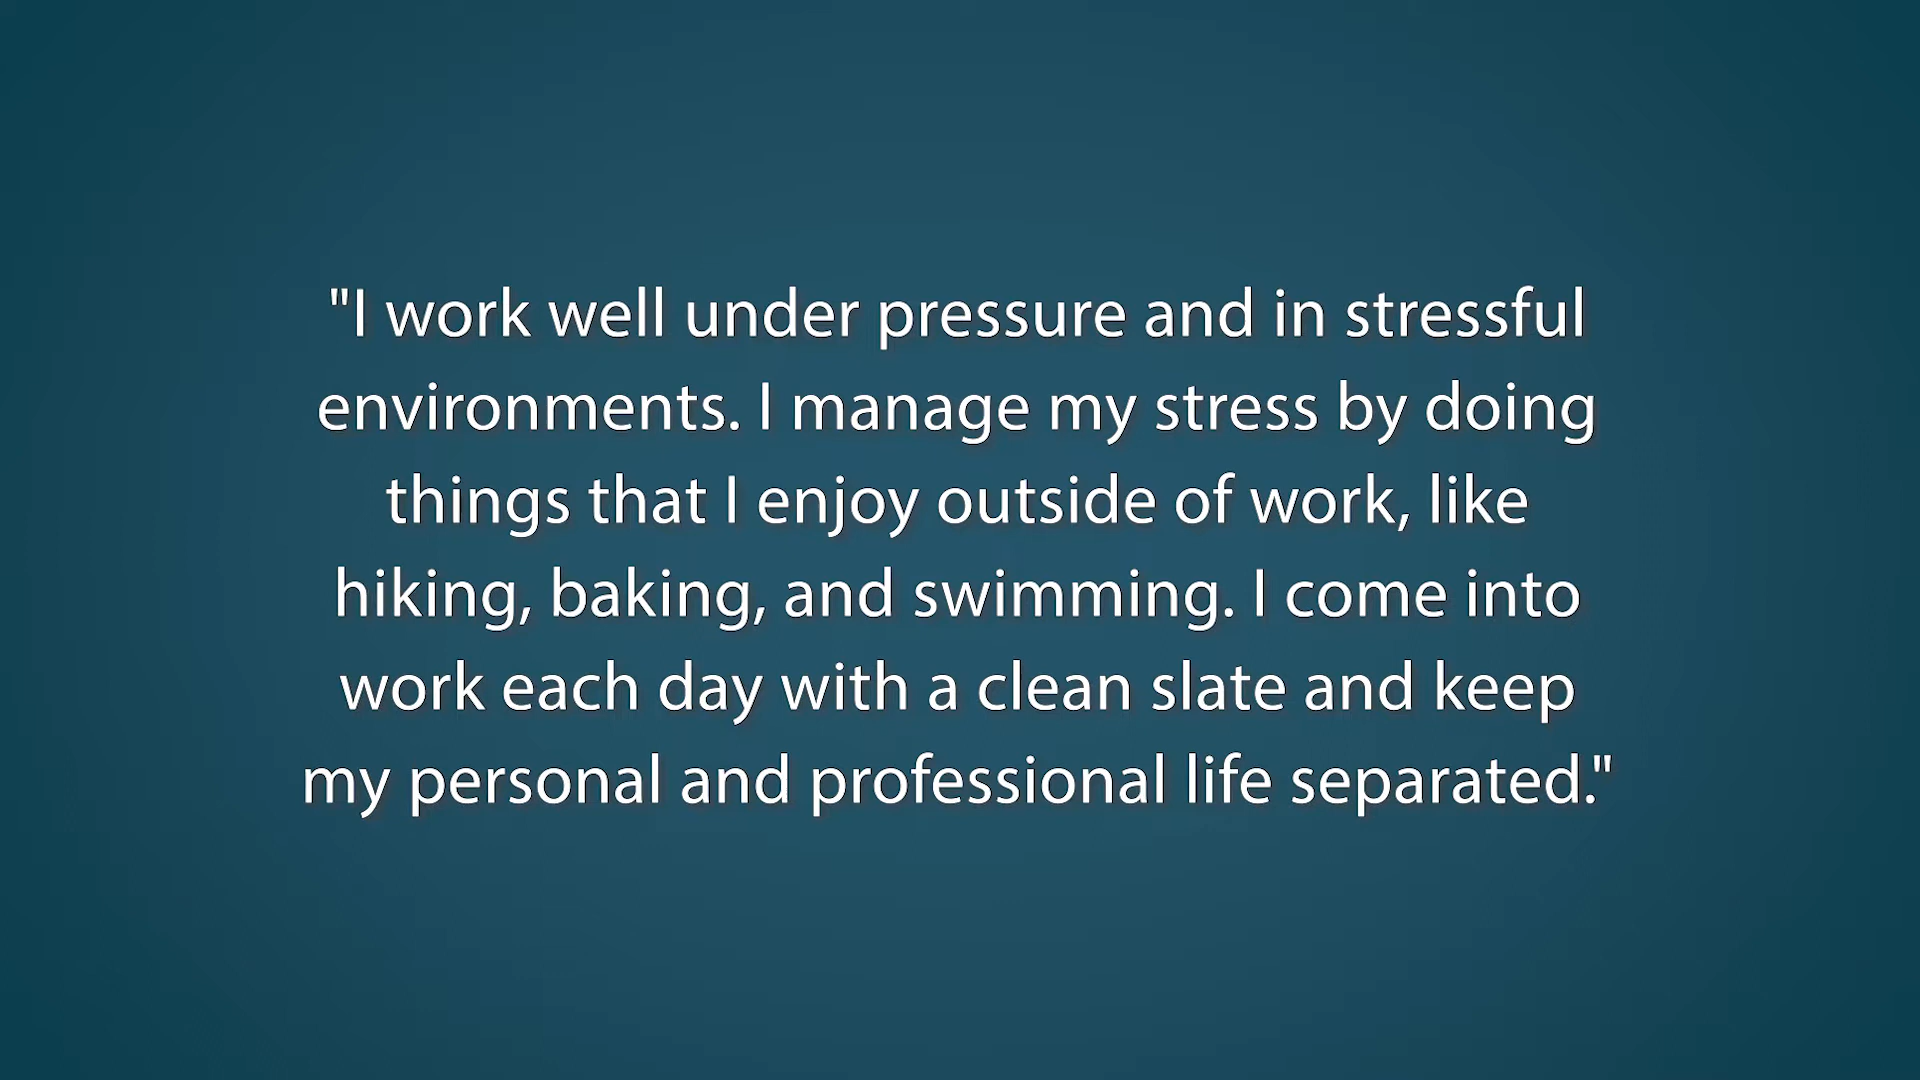 "I work well under pressure and in stressful
environments. I manage my stress by doing
things that I enjoy outside of work, like
hiking, baking, and swimming. I come into
work each day with a clean slate and keep
my personal and professional life separated."